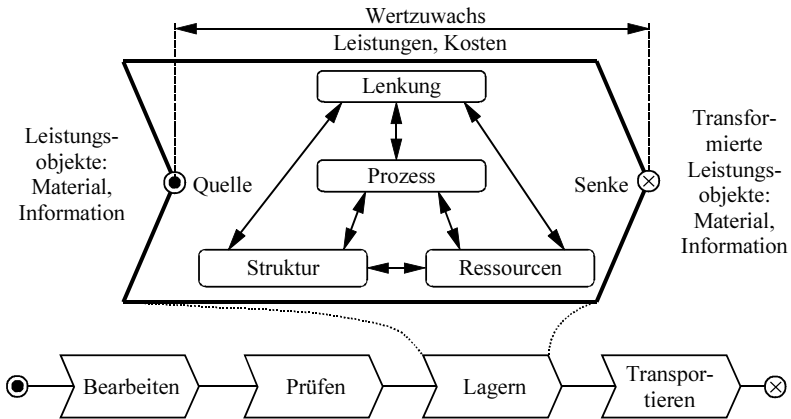 Wertzuwachs
Leistungen, Kosten
Lenkung
Leistungs-
objekte:
Material,
Information
Quelle
Prozess
Senke
Transfor-
mierte
Leistungs-
objekte:
Material,
Information
Struktur
Ressourcen
Bearbeiten
Prüfen
Lagern
Transpor-
tieren